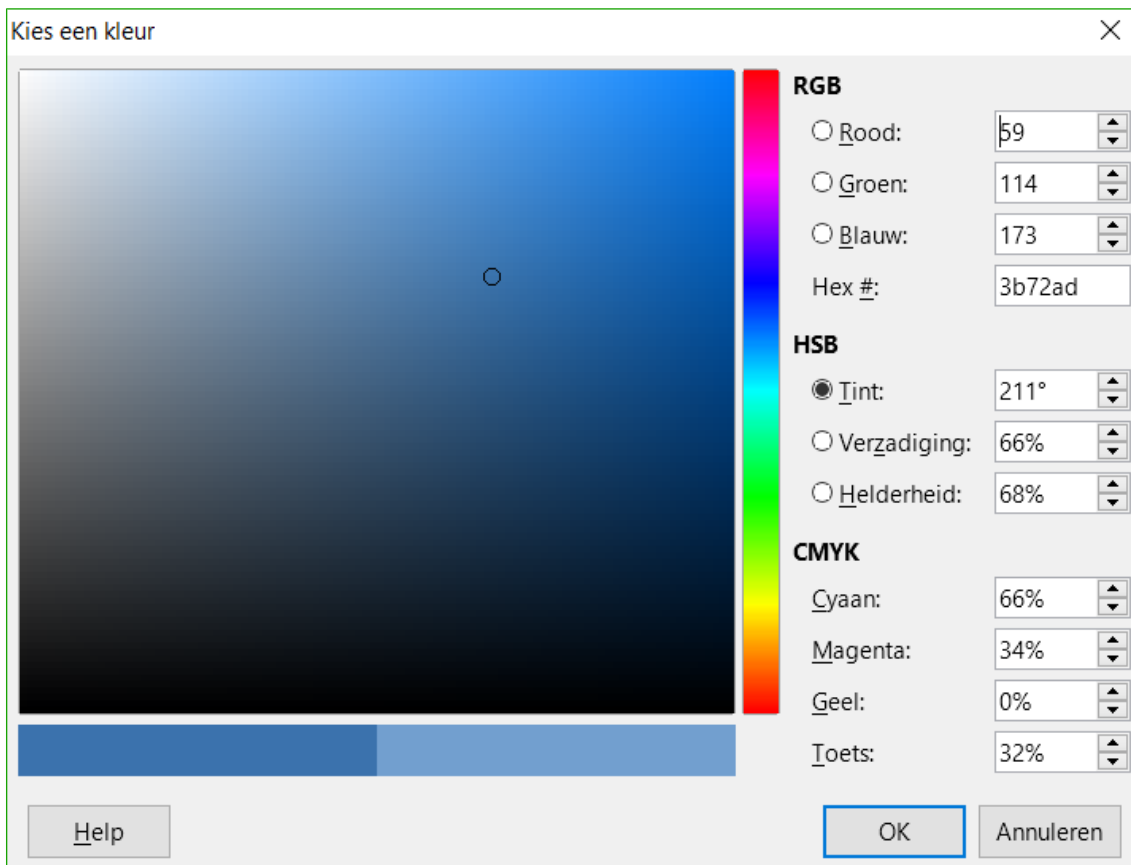 Kies een kleur
RGB
Rood: 59
Groen: 114
Blauw: 173
Hex #: 3b72ad
HSB
Tint: 211°
Verzadiging: 66%
Helderheid: 68%
CMYK
Cyaan: 66%
Magenta: 34%
Geel: 0%
Toets: 32%
Help
OK
Annuleren